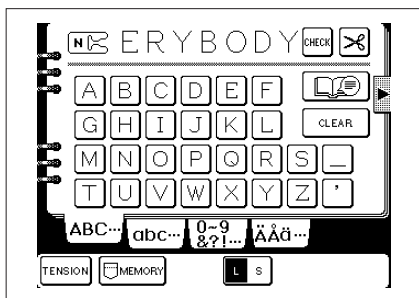 N ERYBODY CHECK
A B C D E F
G H I J K L CLEAR
M N O P Q R S _
T U V W X Y Z '
ABC… abc… 0~9 &?!… ÄÅä…
TENSION MEMORY L S